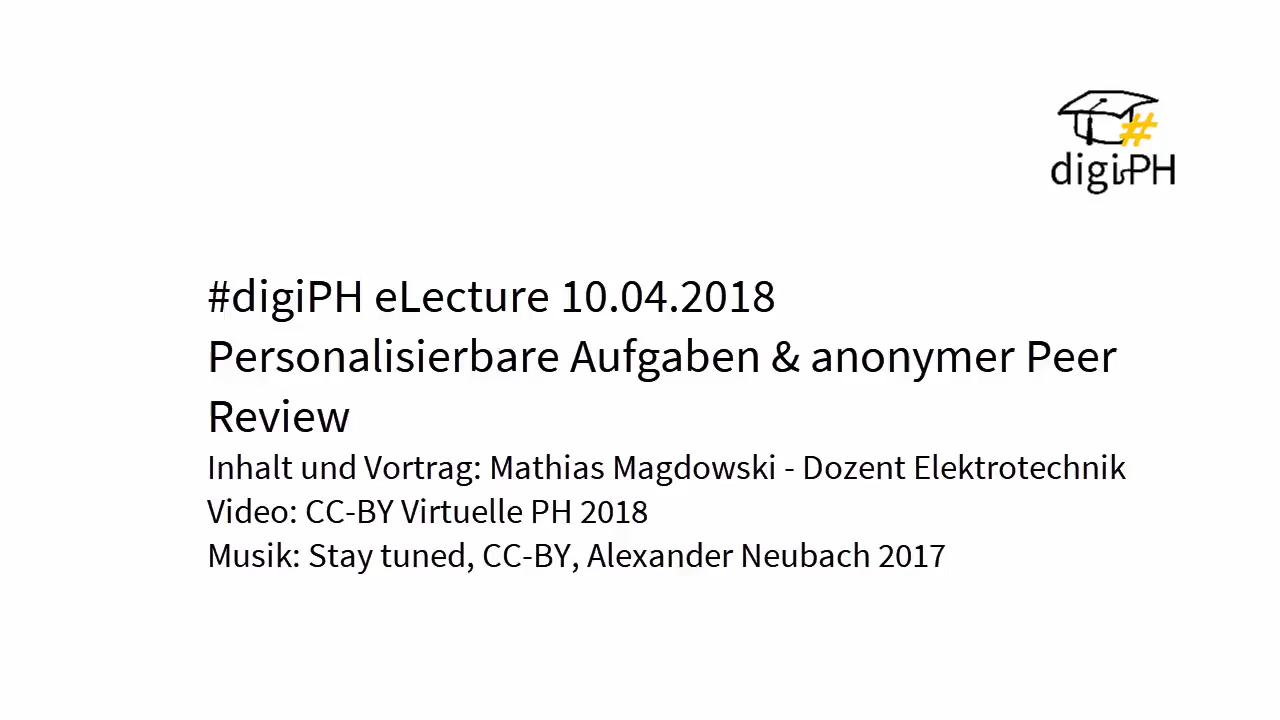 #
digiPH
#digiPH eLecture 10.04.2018
Personalisierbare Aufgaben & anonymer Peer
Review
Inhalt und Vortrag: Mathias Magdowski - Dozent Elektrotechnik
Video: CC-BY Virtuelle PH 2018
Musik: Stay tuned, CC-BY, Alexander Neubach 2017